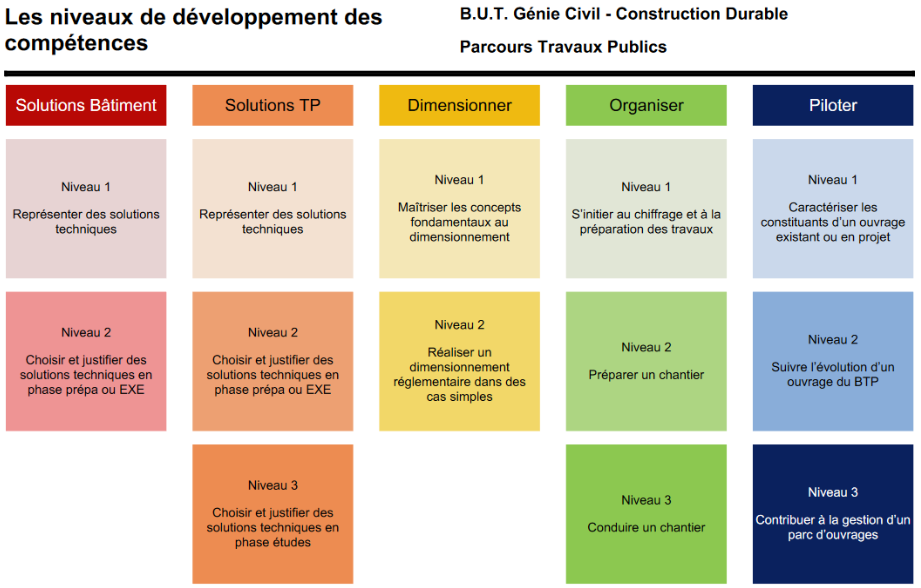 Les niveaux de développement des
compétences
B.U.T. Génie Civil - Construction Durable
Parcours Travaux Publics
Solutions Bâtiment
Solutions TP
Dimensionner
Organiser
Piloter
Niveau 1
Représenter des solutions
techniques
Niveau 1
Représenter des solutions
techniques
Niveau 1
Maîtriser les concepts
fondamentaux au
dimensionnement
Niveau 1
S'initier au chiffrage et à la
préparation des travaux
Niveau 1
Caractériser les
constituants d'un ouvrage
existant ou en projet
Niveau 2
Choisir et justifier des
solutions techniques en
phase prépa ou EXE
Niveau 2
Choisir et justifier des
solutions techniques en
phase prépa ou EXE
Niveau 2
Réaliser un
dimensionnement
réglementaire dans des
cas simples
Niveau 2
Préparer un chantier
Niveau 2
Suivre l'évolution d'un
ouvrage du BTP
Niveau 3
Choisir et justifier des
solutions techniques en
phase études
Niveau 3
Conduire un chantier
Niveau 3
Contribuer à la gestion d'un
parc d'ouvrages